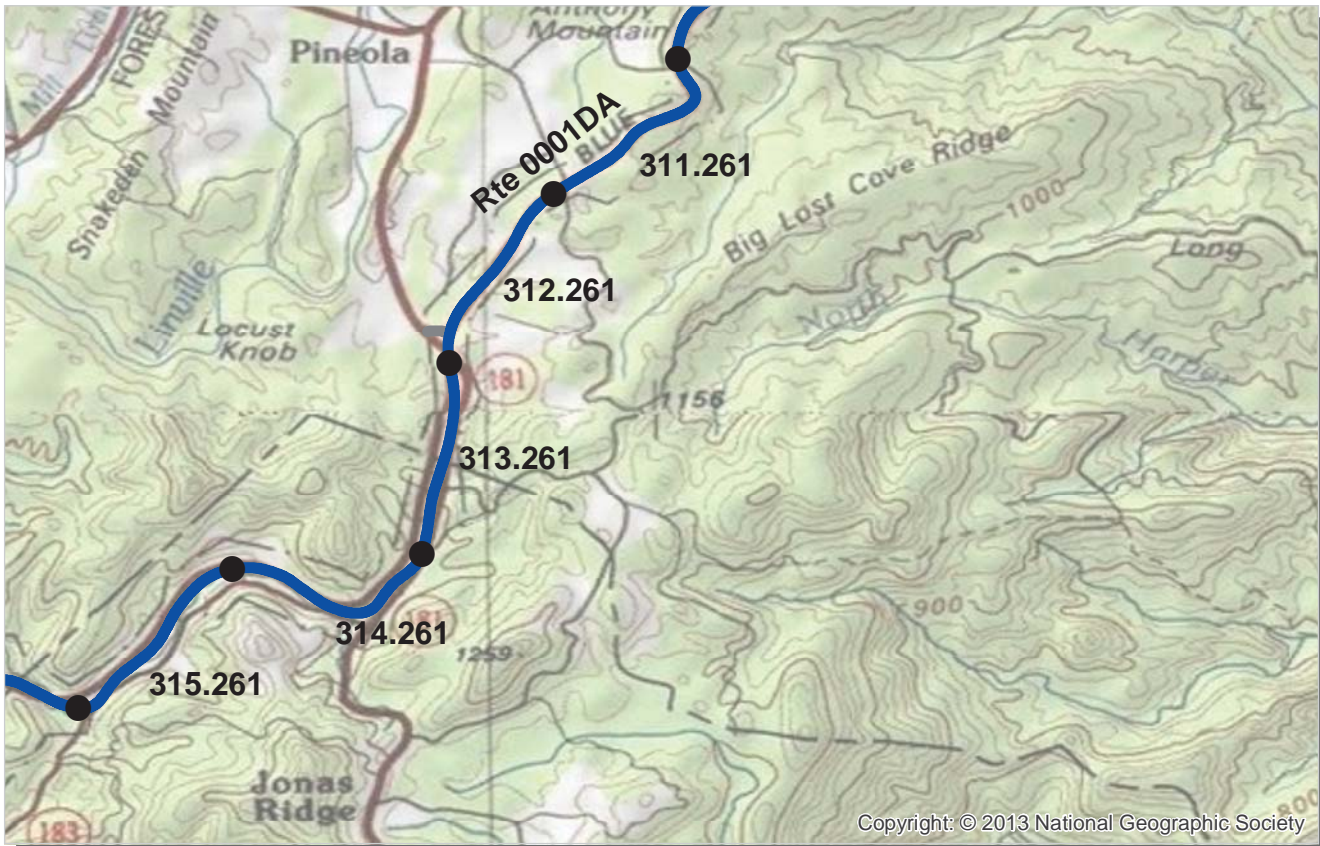 Anthony
Mountain
Pineola
FORES
Mountain
Mill
Snakeden
Rte 0001DA
BLUE
311.261
Big Lost Cove Ridge
1000
Long
Linville
312.261
North
Locust
Knob
Harper
181
1156
313.261
900
181
314.261
1259
315.261
Jonas
Ridge
183
800
Copyright: © 2013 National Geographic Society